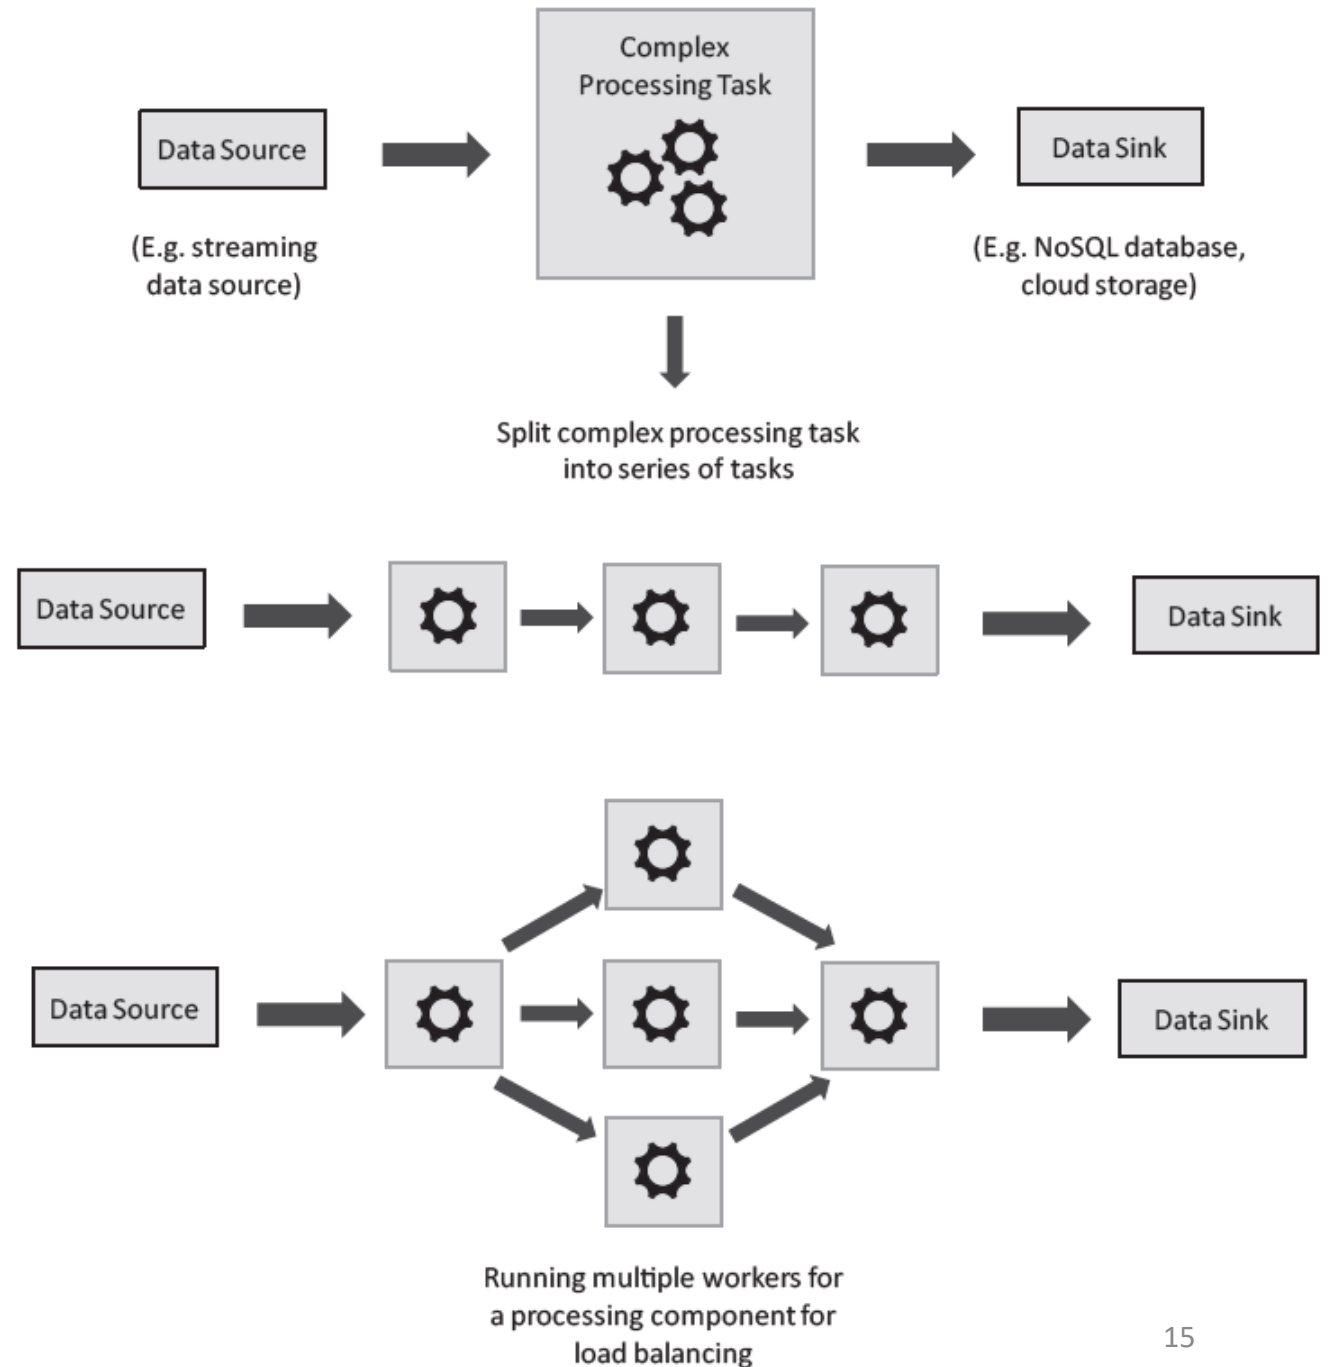 Complex
Processing Task
Data Source
Data Sink
(E.g. streaming
data source)
(E.g. NoSQL database,
cloud storage)
Split complex processing task
into series of tasks
Data Source
Data Sink
Data Source
Data Sink
Running multiple workers for
a processing component for
load balancing
15